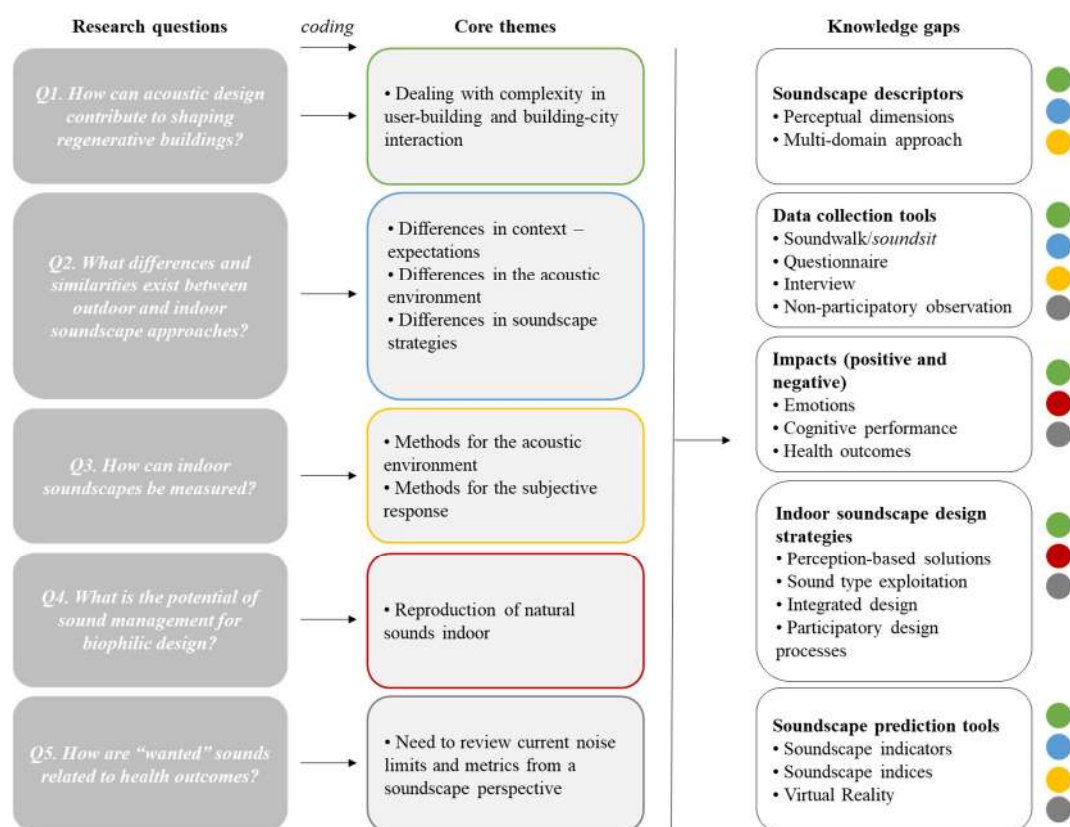 Research questions
coding
Core themes
Knowledge gaps
Q1. How can acoustic design
contribute to shaping
regenerative buildings?
• Dealing with complexity in
user-building and building-city
interaction
Soundscape descriptors
• Perceptual dimensions
• Multi-domain approach
Q2. What differences and
similarities exist between
outdoor and indoor
soundscape approaches?
• Differences in context –
expectations
• Differences in the acoustic
environment
• Differences in soundscape
strategies
Data collection tools
• Soundwalk/soundsit
• Questionnaire
• Interview
• Non-participatory observation
Impacts (positive and
negative)
• Emotions
• Cognitive performance
• Health outcomes
Q3. How can indoor
soundscapes be measured?
• Methods for the acoustic
environment
• Methods for the subjective
response
Indoor soundscape design
strategies
• Perception-based solutions
• Sound type exploitation
• Integrated design
• Participatory design
processes
Q4. What is the potential of
sound management for
biophilic design?
• Reproduction of natural
sounds indoor
Q5. How are “wanted” sounds
related to health outcomes?
• Need to review current noise
limits and metrics from a
soundscape perspective
Soundscape prediction tools
• Soundscape indicators
• Soundscape indices
• Virtual Reality